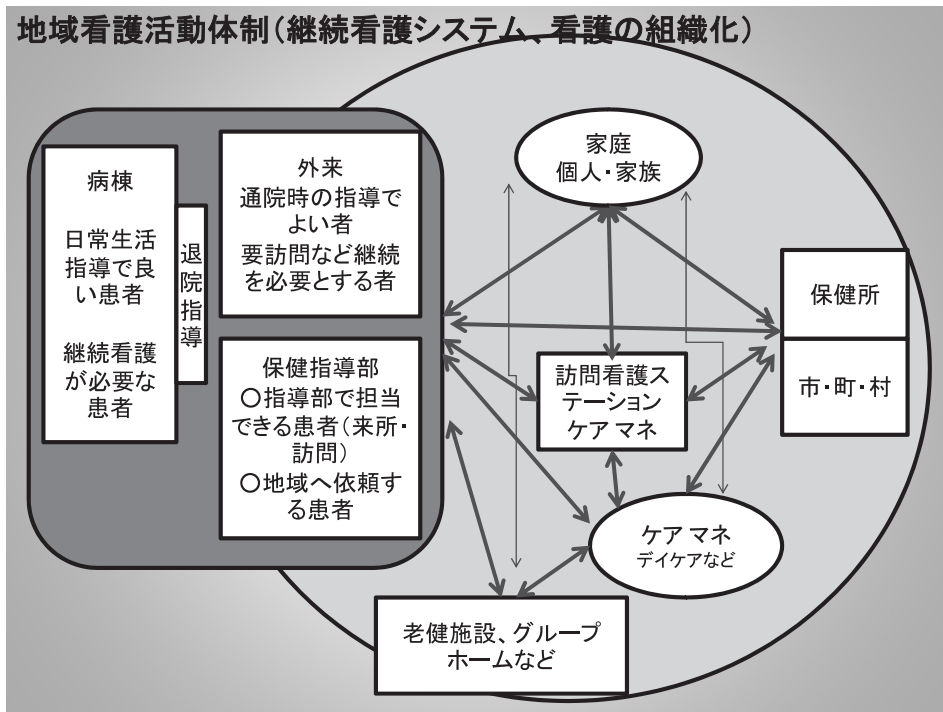 地域看護活動体制(継続看護システム、看護の組織化)
病棟
日常生活
指導で良
い患者
継続看護
が必要な
患者
退院指導
外来
通院時の指導で
よい者
要訪問など継続
を必要とする者
保健指導部
○指導部で担当
できる患者(来所・
訪問)
○地域へ依頼す
る患者
家庭
個人・家族
保健所
市・町・村
訪問看護ス
テーション
ケア マネ
ケア マネ
デイケアなど
老健施設、グループ
ホームなど